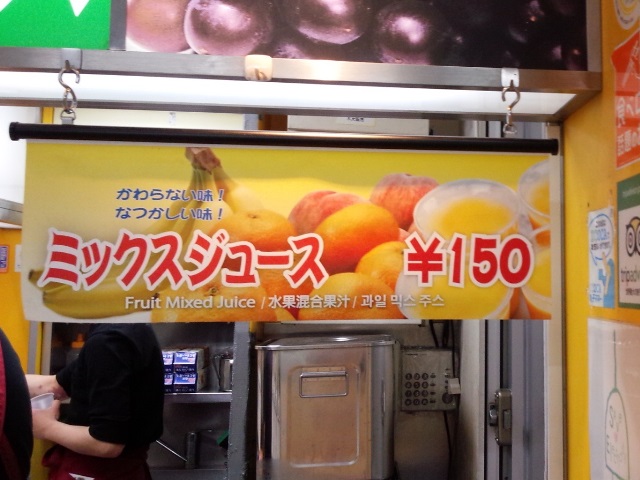 かわらない味!
なつかしい味!
ミックスジュース ¥150
Fruit Mixed Juice / 水果混合果汁 / 과일 믹스 주스